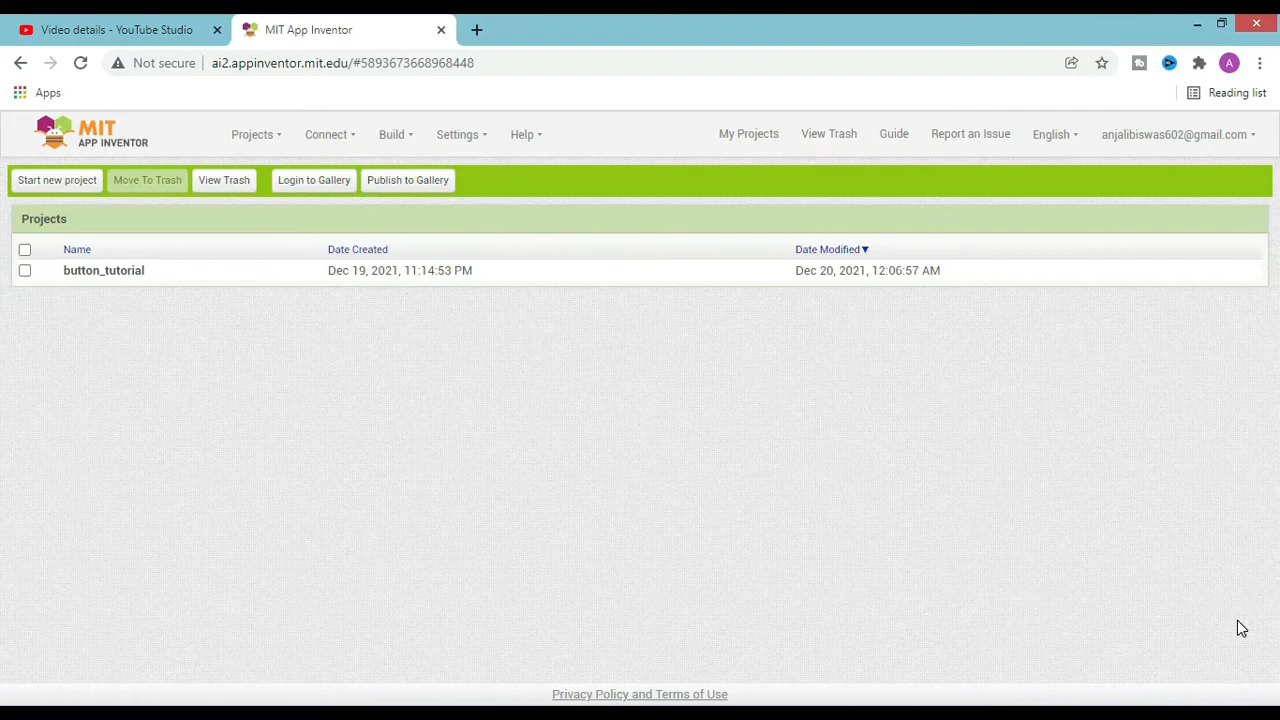 Video details - YouTube Studio MIT App Inventor
Not secure ai2.appinventor.mit.edu/#5893673668968448 A
Apps Reading list
MIT APP INVENTOR Projects Connect Build Settings Help My Projects View Trash Guide Report an Issue English anjalibiswas602@gmail.com
Start new project Move To Trash View Trash Login to Gallery Publish to Gallery
Projects
Name Date Created Date Modified
button_tutorial Dec 19, 2021, 11:14:53 PM Dec 20, 2021, 12:06:57 AM
Privacy Policy and Terms of Use